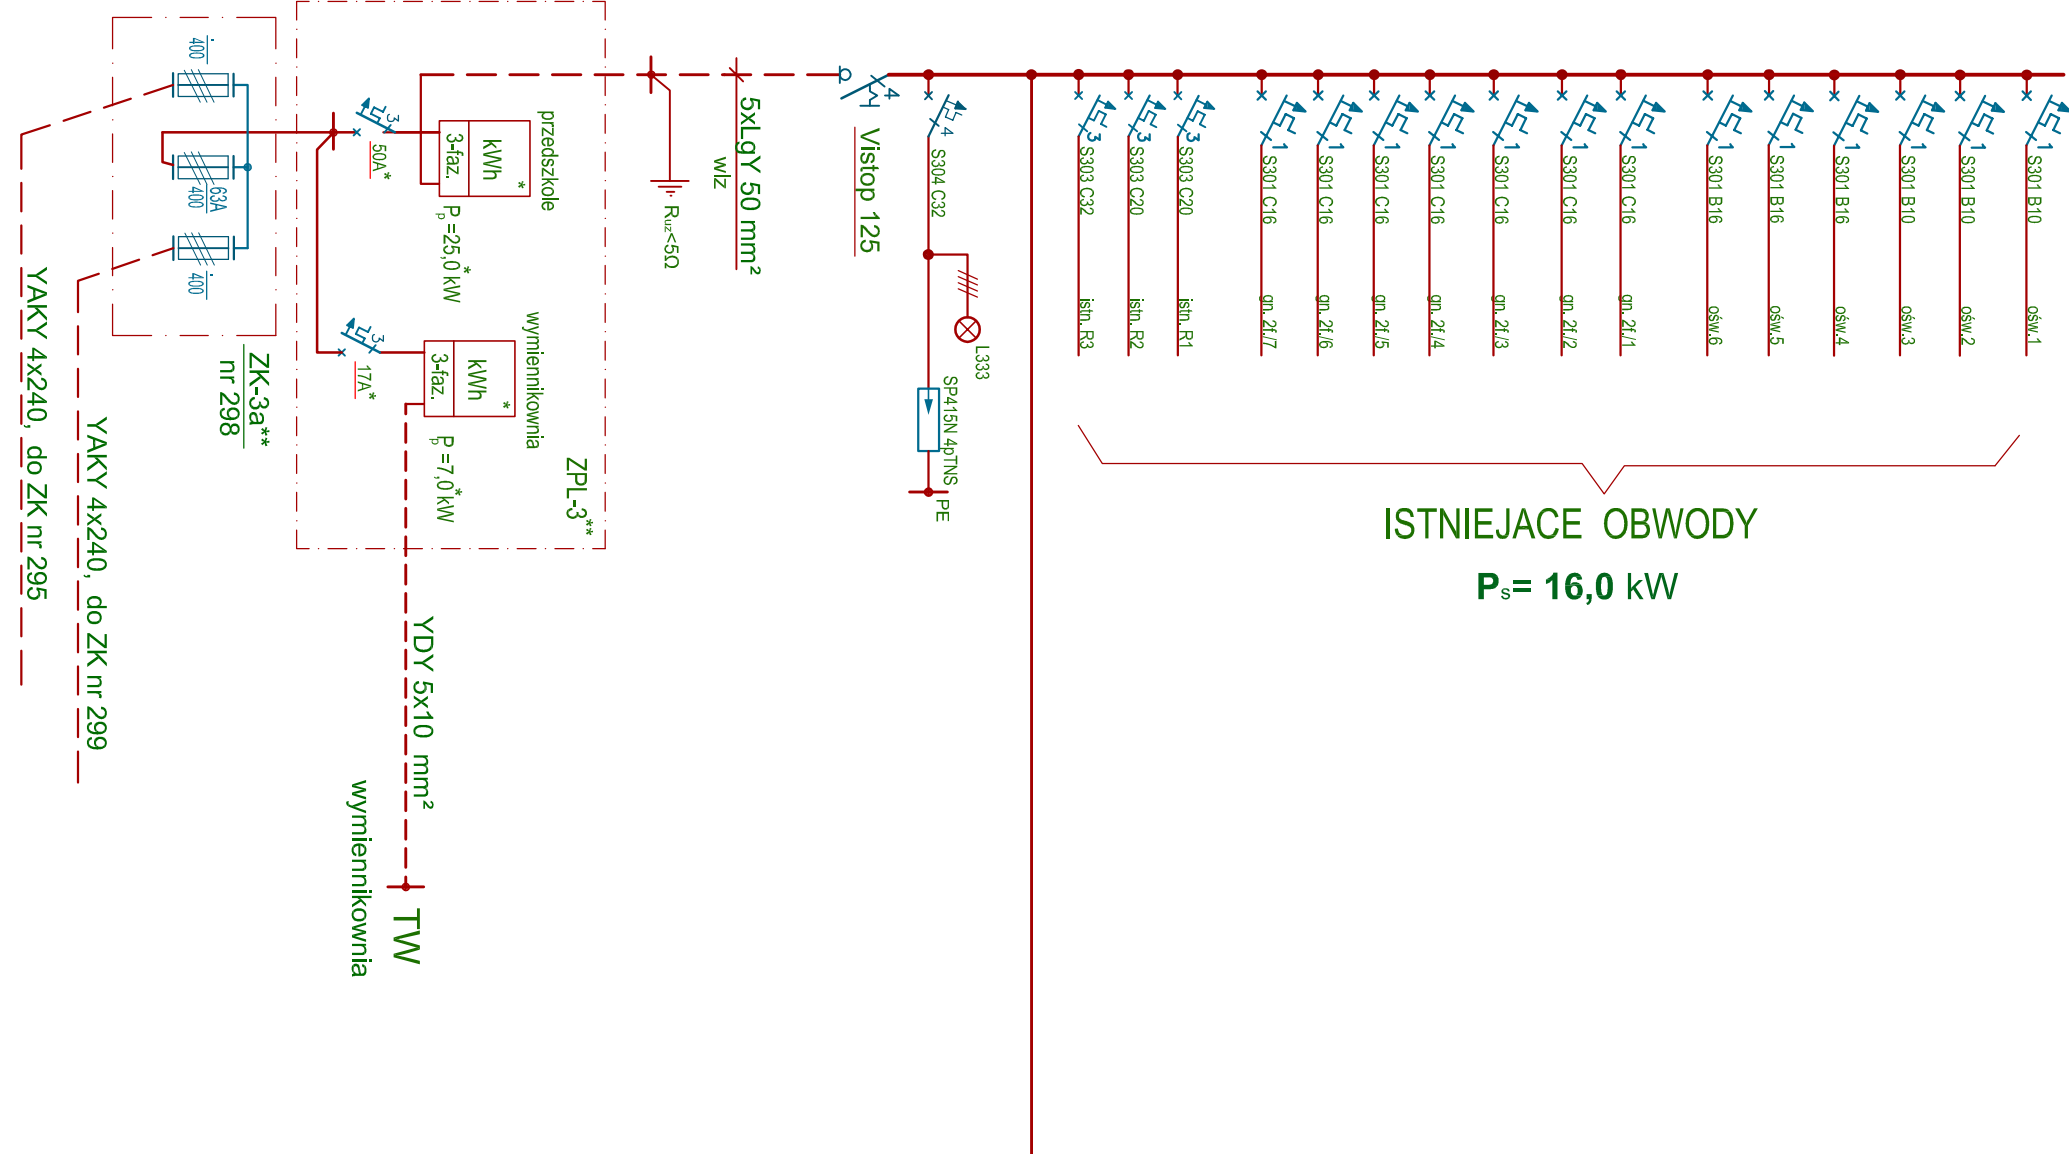 400
63A
400
400
ZK-3a**
nr 298
YAKY 4x240, do ZK nr 295
YAKY 4x240, do ZK nr 299
3
50A*
kWh
3-faz.
*
przedszkole
Pp=25,0*kW
3
17A*
kWh
3-faz.
*
wymiennikownia
Pp=7,0*kW
ZPL-3**
YDY 5x10 mm²
TW
wymiennikownia
Ruz<5Ω
5xLgY 50 mm²
wlz
4
Vistop 125
4
S304 C32
L333
SP415N 4pTNS
PE
3
S303 C32
istn. R3
3
S303 C20
istn. R2
3
S303 C20
istn. R1
1
S301 C16
gn. 2f./7
1
S301 C16
gn. 2f./6
1
S301 C16
gn. 2f./5
1
S301 C16
gn. 2f./4
1
S301 C16
gn. 2f./3
1
S301 C16
gn. 2f./2
1
S301 C16
gn. 2f./1
1
S301 B16
ośw.6
1
S301 B16
ośw.5
1
S301 B16
ośw.4
1
S301 B10
ośw.3
1
S301 B10
ośw.2
1
S301 B10
ośw.1
ISTNIEJACE OBWODY
Ps= 16,0 kW